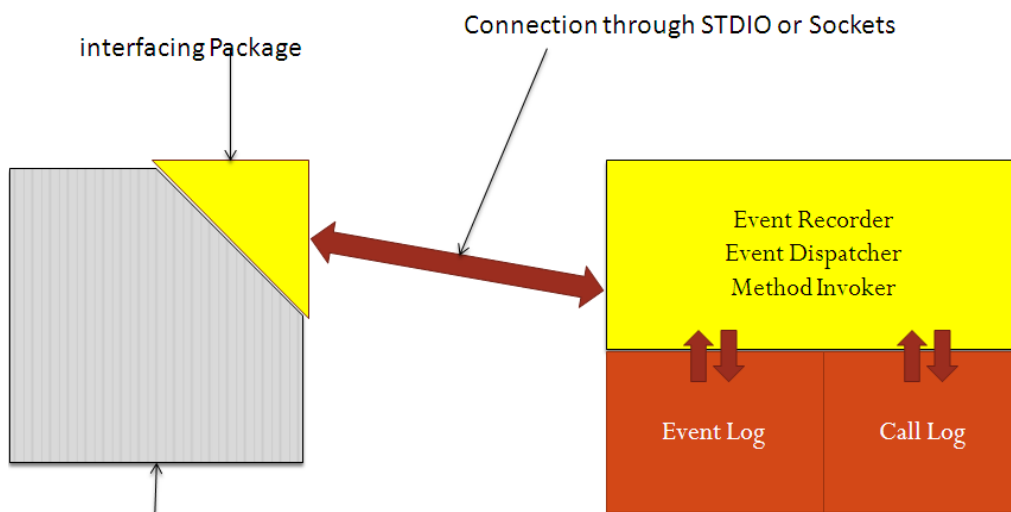 Connection through STDIO or Sockets
interfacing Package
Event Recorder
Event Dispatcher
Method Invoker
Event Log
Call Log